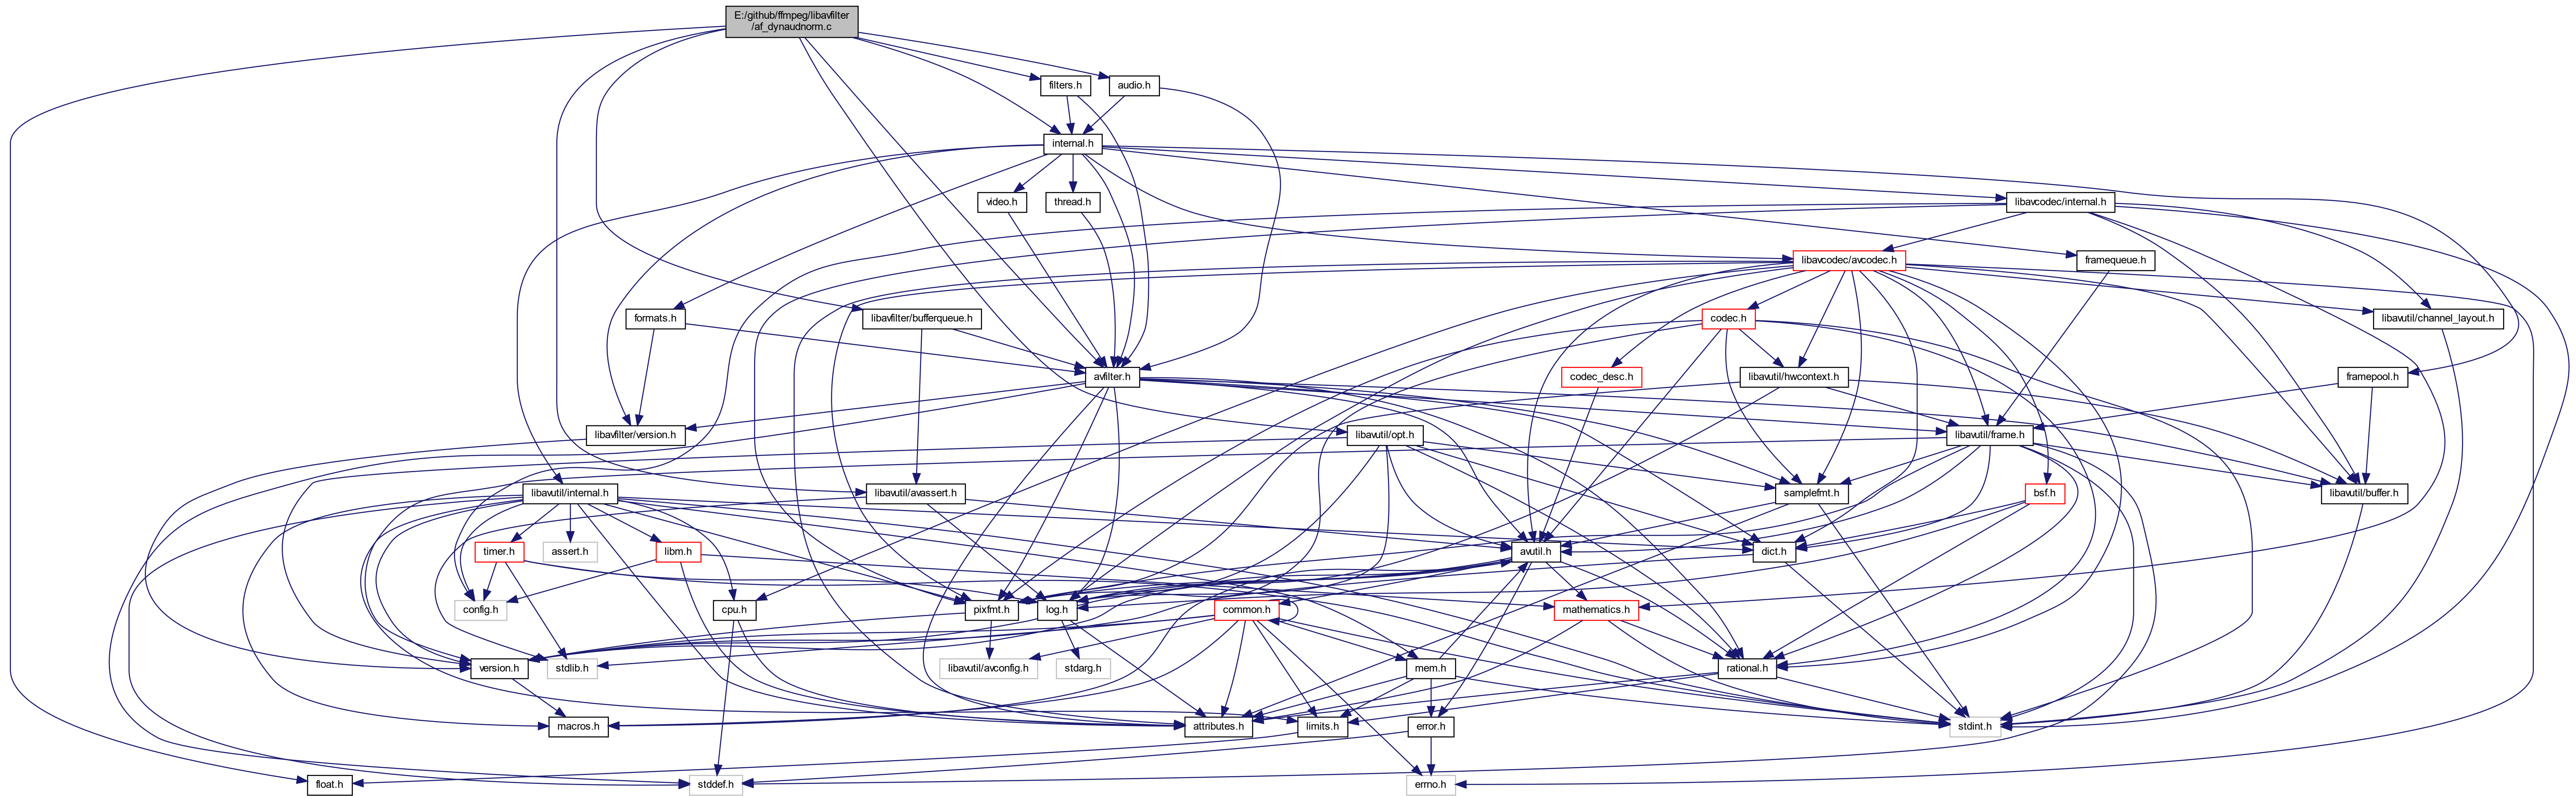 E:/github/ffmpeg/libavfilter
/af_dynaudnorm.c
filters.h
audio.h
internal.h
video.h
thread.h
libavcodec/internal.h
libavcodec/avcodec.h
framequeue.h
formats.h
libavfilter/bufferqueue.h
codec.h
libavutil/channel_layout.h
avfilter.h
codec_desc.h
libavutil/hwcontext.h
framepool.h
libavfilter/version.h
libavutil/opt.h
libavutil/frame.h
libavutil/internal.h
libavutil/avassert.h
samplefmt.h
bsf.h
libavutil/buffer.h
timer.h
assert.h
libm.h
avutil.h
dict.h
config.h
cpu.h
pixfmt.h
log.h
common.h
mathematics.h
version.h
stdlib.h
libavutil/avconfig.h
stdarg.h
mem.h
rational.h
macros.h
attributes.h
limits.h
error.h
stdint.h
float.h
stddef.h
errno.h